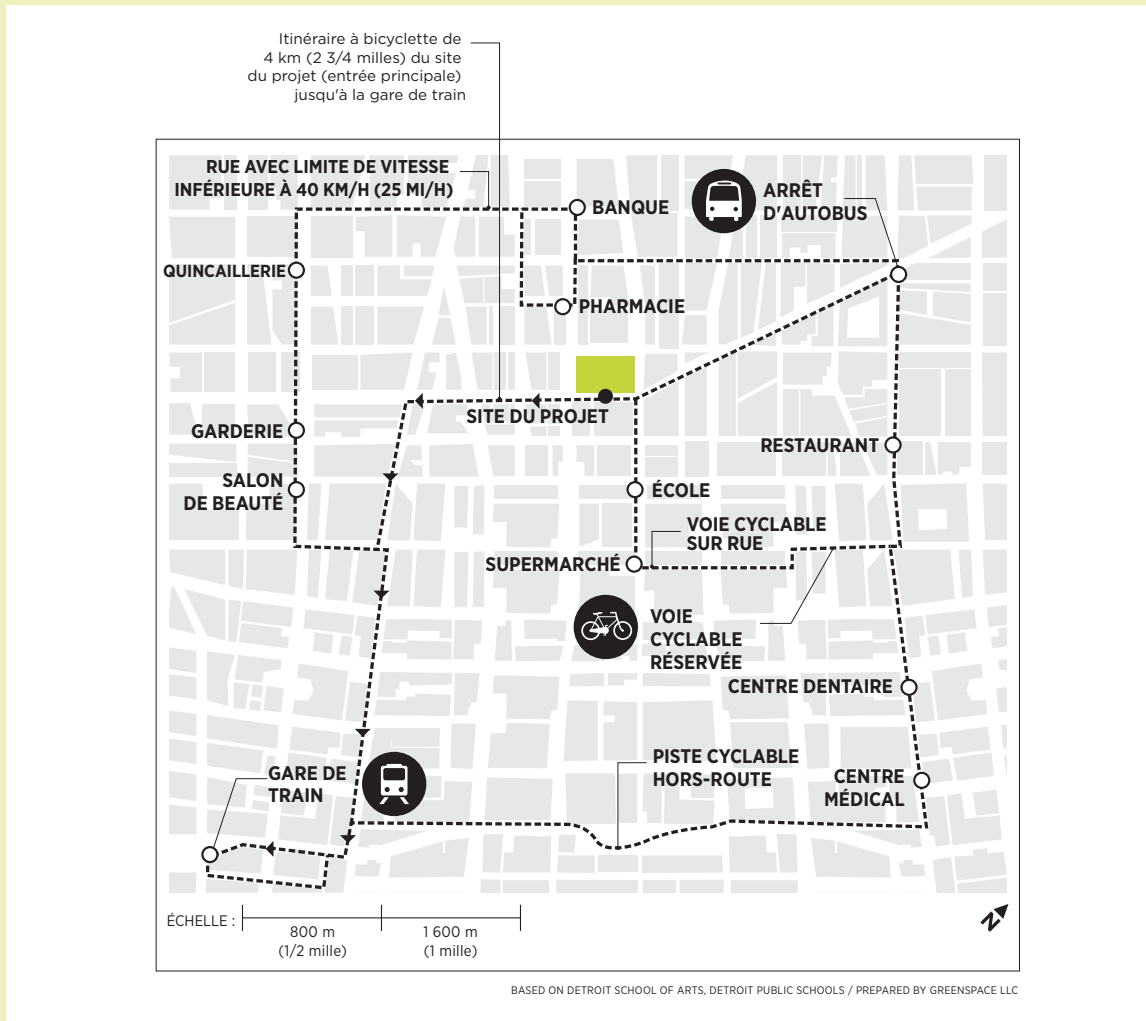 Itinéraire à bicyclette de
4 km (2 3/4 milles) du site
du projet (entrée principale)
jusqu'à la gare de train
RUE AVEC LIMITE DE VITESSE
INFÉRIEURE À 40 KM/H (25 MI/H)
BANQUE
ARRÊT
D'AUTOBUS
QUINCAILLERIE
PHARMACIE
SITE DU PROJET
GARDERIE
RESTAURANT
SALON
DE BEAUTÉ
ÉCOLE
VOIE CYCLABLE
SUR RUE
SUPERMARCHÉ
VOIE
CYCLABLE
RÉSERVÉE
CENTRE DENTAIRE
PISTE CYCLABLE
HORS-ROUTE
GARE DE
TRAIN
CENTRE
MÉDICAL
ÉCHELLE :
800 m
(1/2 mille)
1 600 m
(1 mille)
N
BASED ON DETROIT SCHOOL OF ARTS, DETROIT PUBLIC SCHOOLS / PREPARED BY GREENSPACE LLC